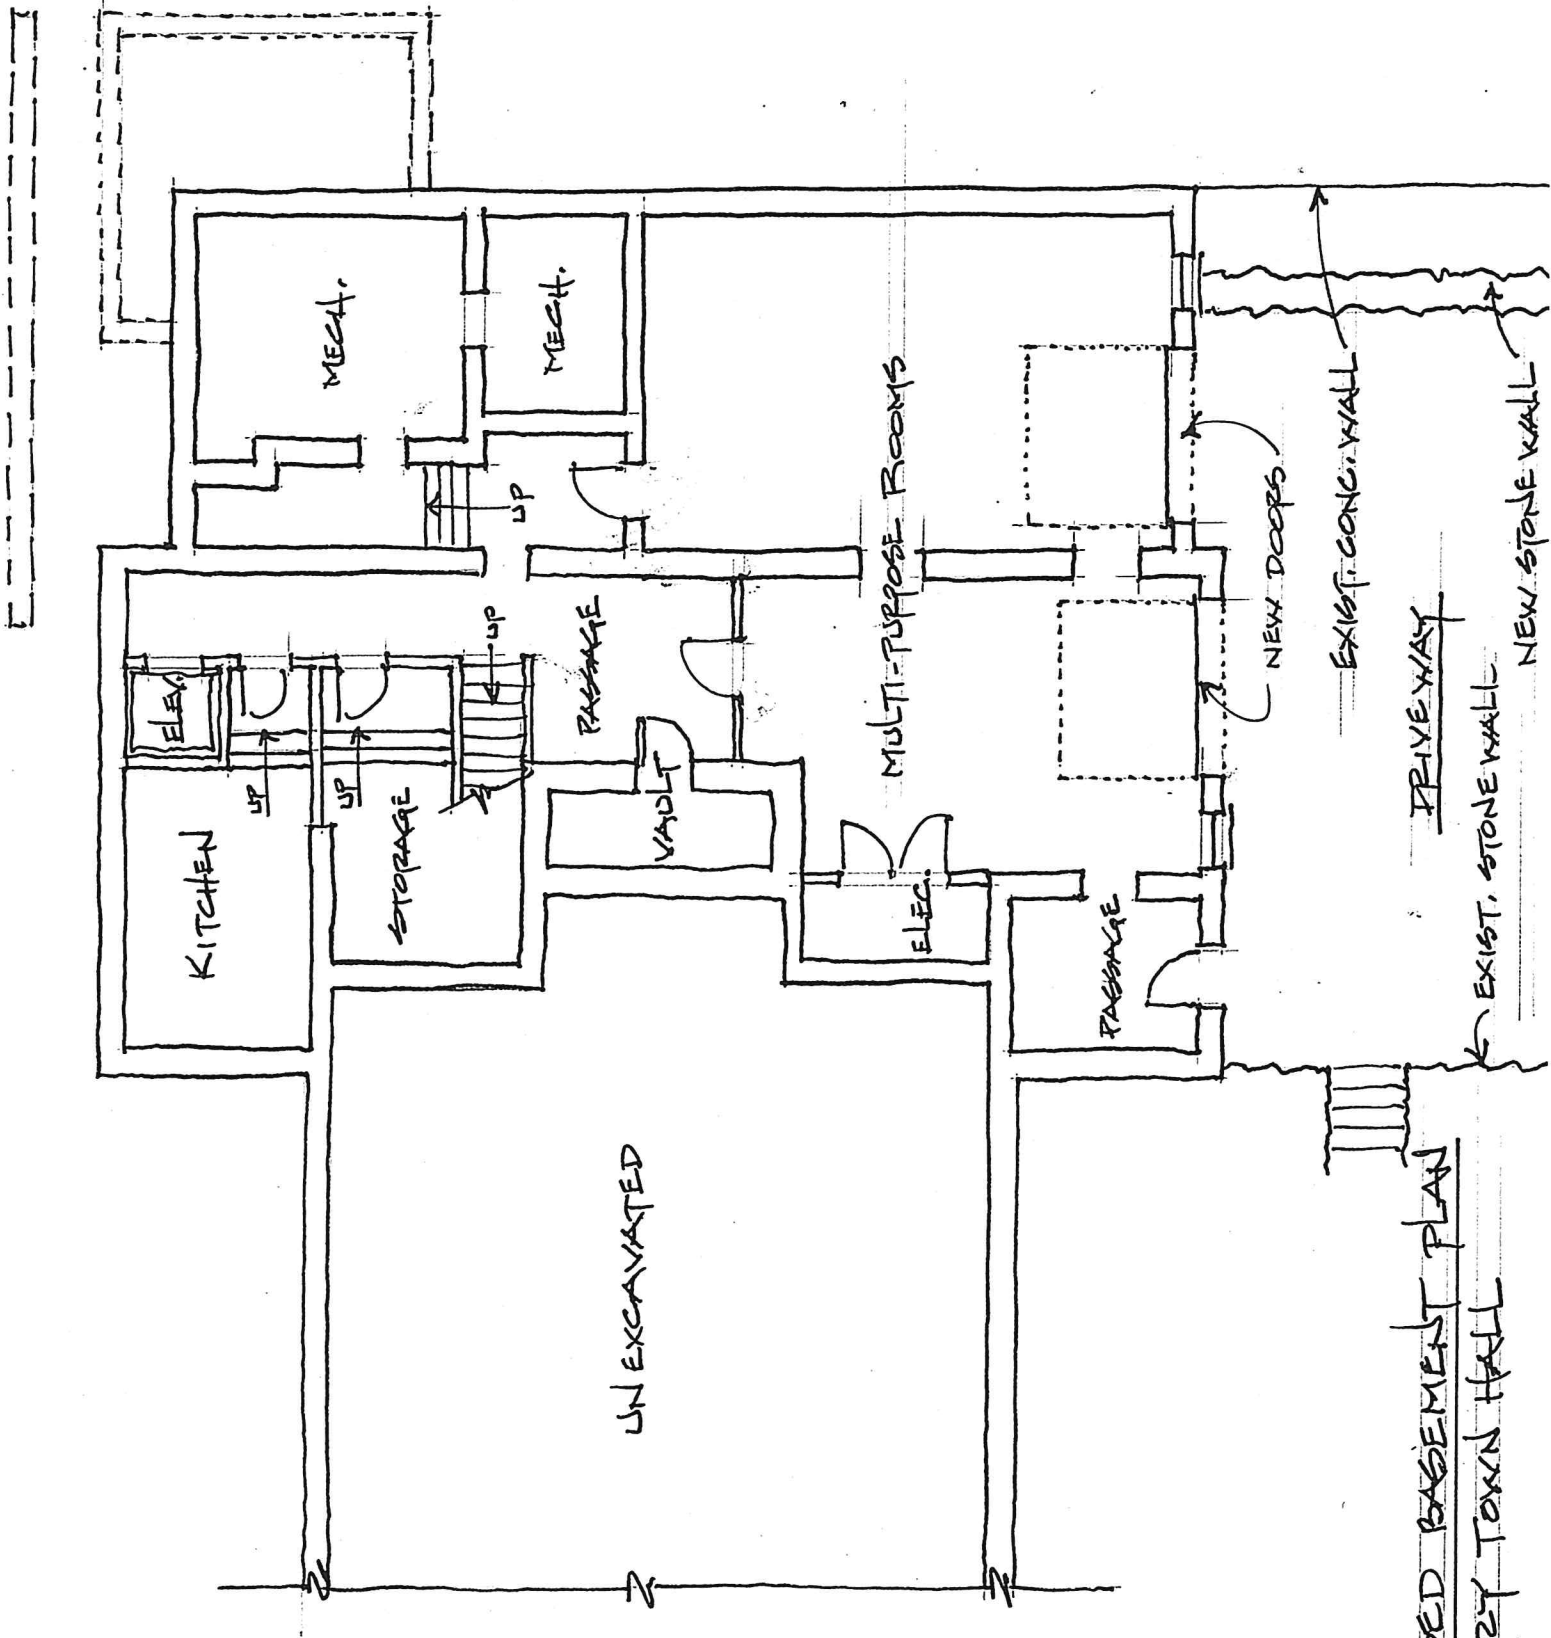 MECH.
MECH.
UP
MULTI-PURPOSE ROOMS
NEW DOORS
EXIST. CONC. WALL
NEW STONE WALL
ELEV.
UP
UP
UP
PASSAGE
VAULT
KITCHEN
STORAGE
ELEC.
PASSAGE
DRIVEWAY
EXIST. STONE WALL
UNEXCAVATED
BASEMENT PLAN
TOWN HALL